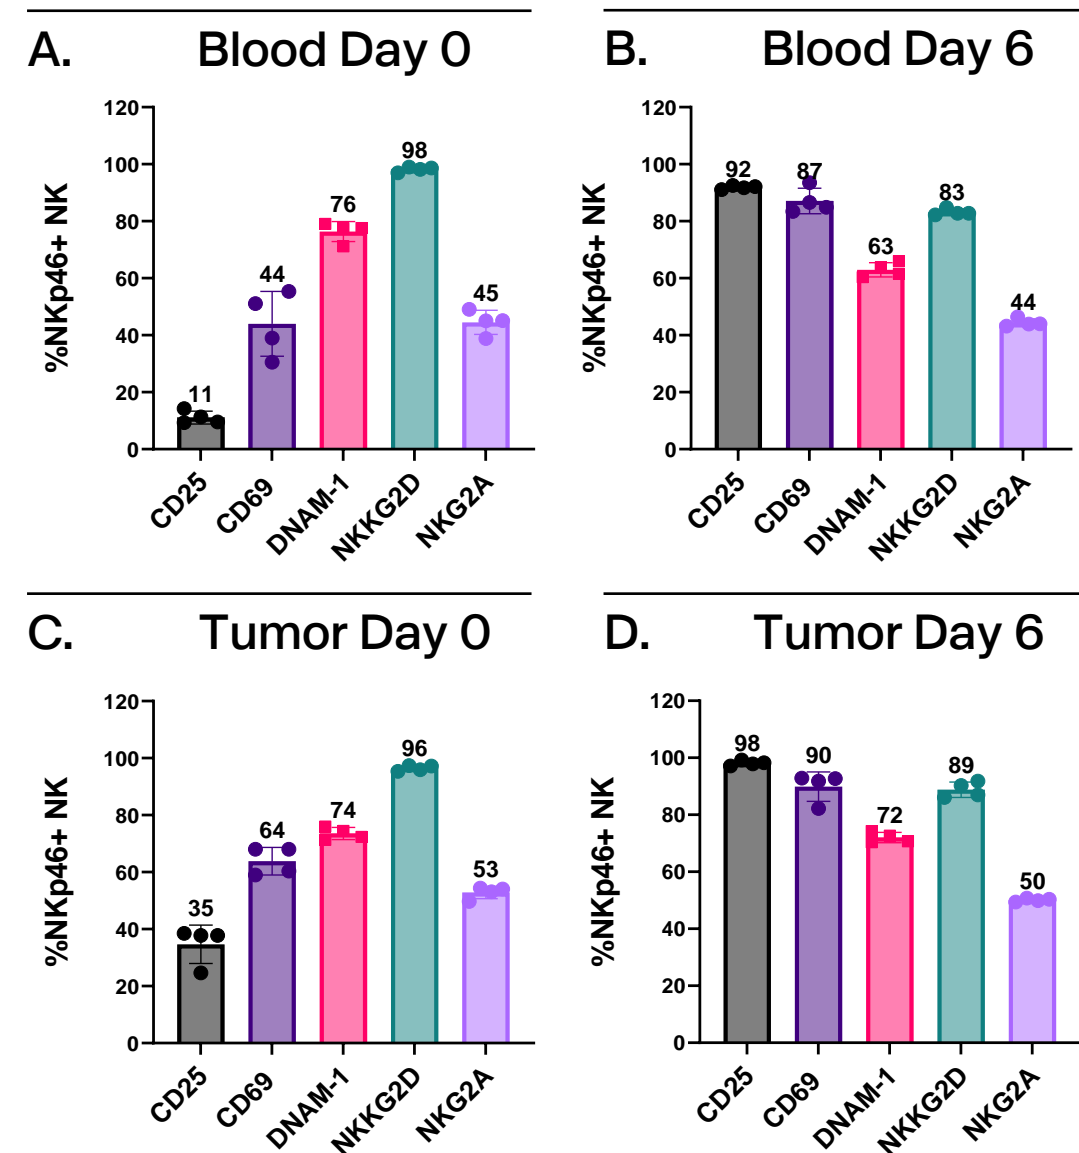 A. Blood Day 0
120
100
80
60
40
20
0
%NKp46+ NK
11
44
76
98
45
CD25
CD69
DNAM-1
NKKG2D
NKG2A
B. Blood Day 6
120
100
80
60
40
20
0
%NKp46+ NK
92
87
63
83
44
CD25
CD69
DNAM-1
NKKG2D
NKG2A
C. Tumor Day 0
120
100
80
60
40
20
0
%NKp46+ NK
35
64
74
96
53
CD25
CD69
DNAM-1
NKKG2D
NKG2A
D. Tumor Day 6
120
100
80
60
40
20
0
%NKp46+ NK
98
90
72
89
50
CD25
CD69
DNAM-1
NKKG2D
NKG2A